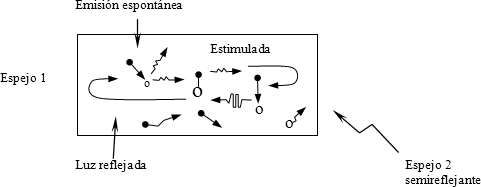 Emisión espontánea
Estimulada
Espejo 1
Luz reflejada
Espejo 2
semireflejante